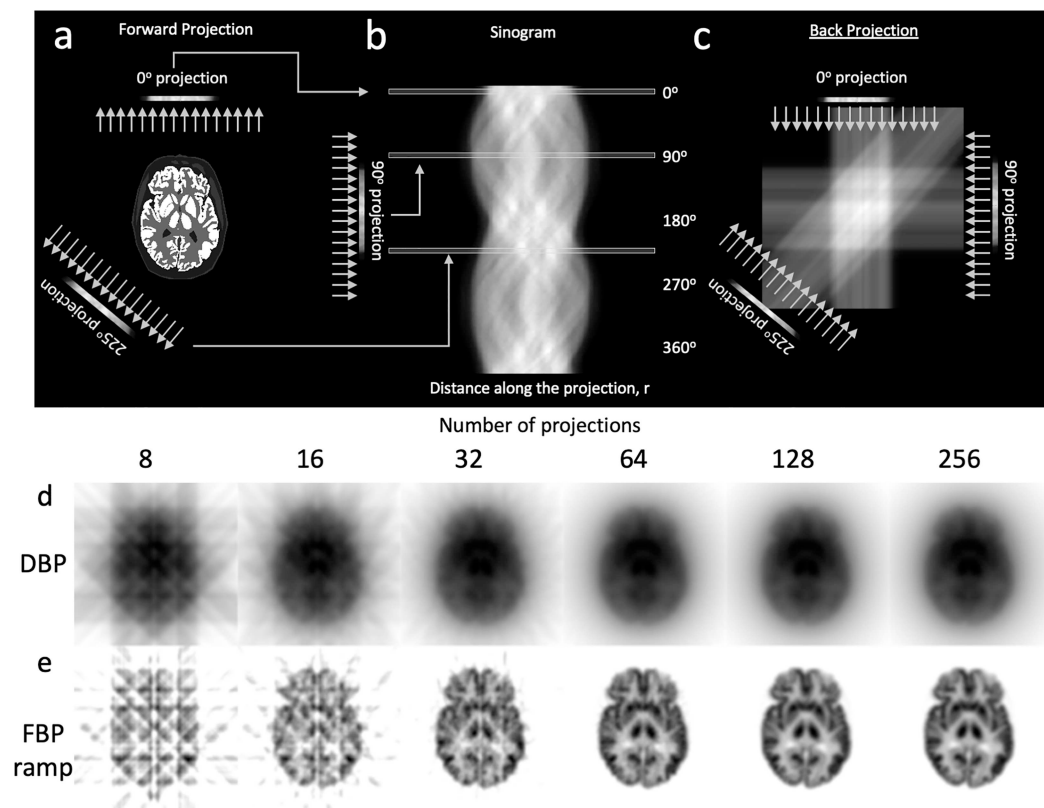 a
Forward Projection
0º projection
90º projection
225º projection
b
Sinogram
0º
90º
180º
270º
360º
Distance along the projection, r
c
Back Projection
0º projection
90º projection
225º projection
Number of projections
8 16 32 64 128 256
d
DBP
e
FBP
ramp